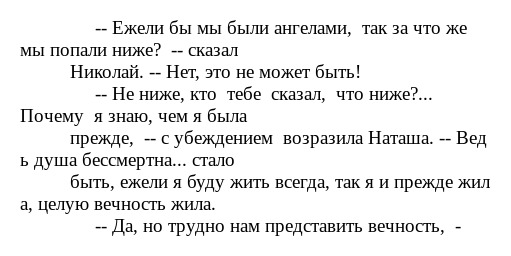 -- Ежели бы мы были ангелами,  так за что же
мы попали ниже?  -- сказал
Николай. -- Нет, это не может быть!
-- Не ниже, кто  тебе  сказал,  что ниже?...
Почему  я знаю, чем я была
прежде,  -- с убеждением  возразила Наташа. -- Вед
ь душа бессмертна... стало
быть, ежели я буду жить всегда, так я и прежде жил
а, целую вечность жила.
-- Да, но трудно нам представить вечность,  -